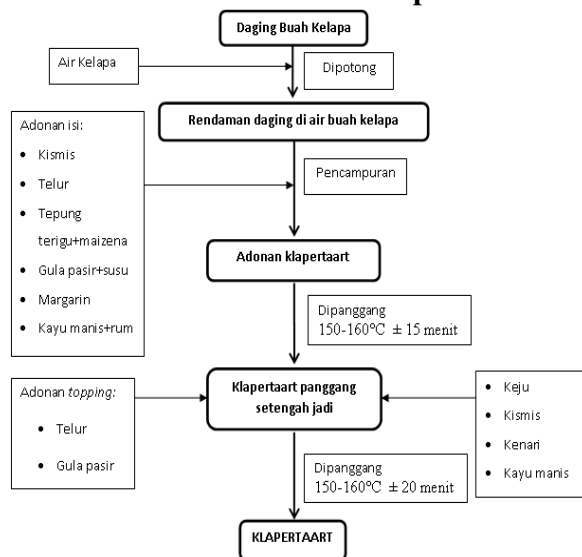 Daging Buah Kelapa
Air Kelapa
Dipotong
Rendaman daging di air buah kelapa
Adonan isi:
• Kismis
• Telur
• Tepung
terigu+maizena
• Gula pasir+susu
• Margarin
• Kayu manis+rum
Pencampuran
Adonan klapertaart
Dipanggang
150-160°C ± 15 menit
Adonan topping:
• Telur
• Gula pasir
Klapertaart panggang
setengah jadi
• Keju
• Kismis
• Kenari
• Kayu manis
Dipanggang
150-160°C ± 20 menit
KLAPERTAART